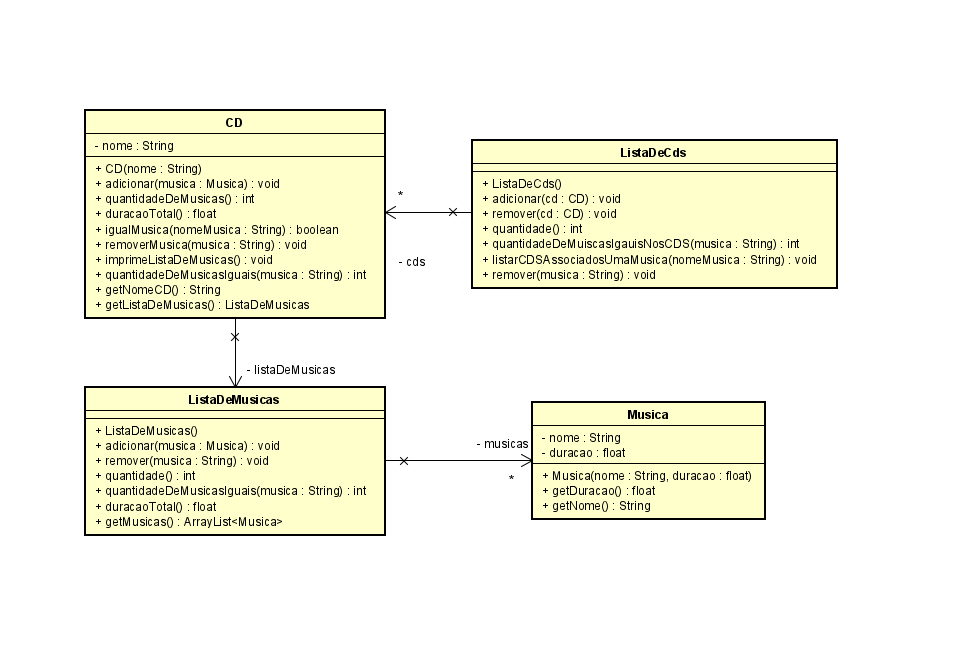 CD
- nome : String
+ CD(nome : String)
+ adicionar(musica : Musica) : void
+ quantidadeDeMusicas() : int
+ duracaoTotal() : float
+ igualMusica(nomeMusica : String) : boolean
+ removerMusica(musica : String) : void
+ imprimeListaDeMusicas() : void
+ quantidadeDeMusicasIguais(musica : String) : int
+ getNomeCD() : String
+ getListaDeMusicas() : ListaDeMusicas
*
- cds
ListaDeCds
+ ListaDeCds()
+ adicionar(cd : CD) : void
+ remover(cd : CD) : void
+ quantidade() : int
+ quantidadeDeMuiscasIgauisNosCDS(musica : String) : int
+ listarCDSAssociadosUmaMusica(nomeMusica : String) : void
+ remover(musica : String) : void
- listaDeMusicas
ListaDeMusicas
+ ListaDeMusicas()
+ adicionar(musica : Musica) : void
+ remover(musica : String) : void
+ quantidade() : int
+ quantidadeDeMusicasIguais(musica : String) : int
+ duracaoTotal() : float
+ getMusicas() : ArrayList<Musica>
- musicas
*
Musica
- nome : String
- duracao : float
+ Musica(nome : String, duracao : float)
+ getDuracao() : float
+ getNome() : String